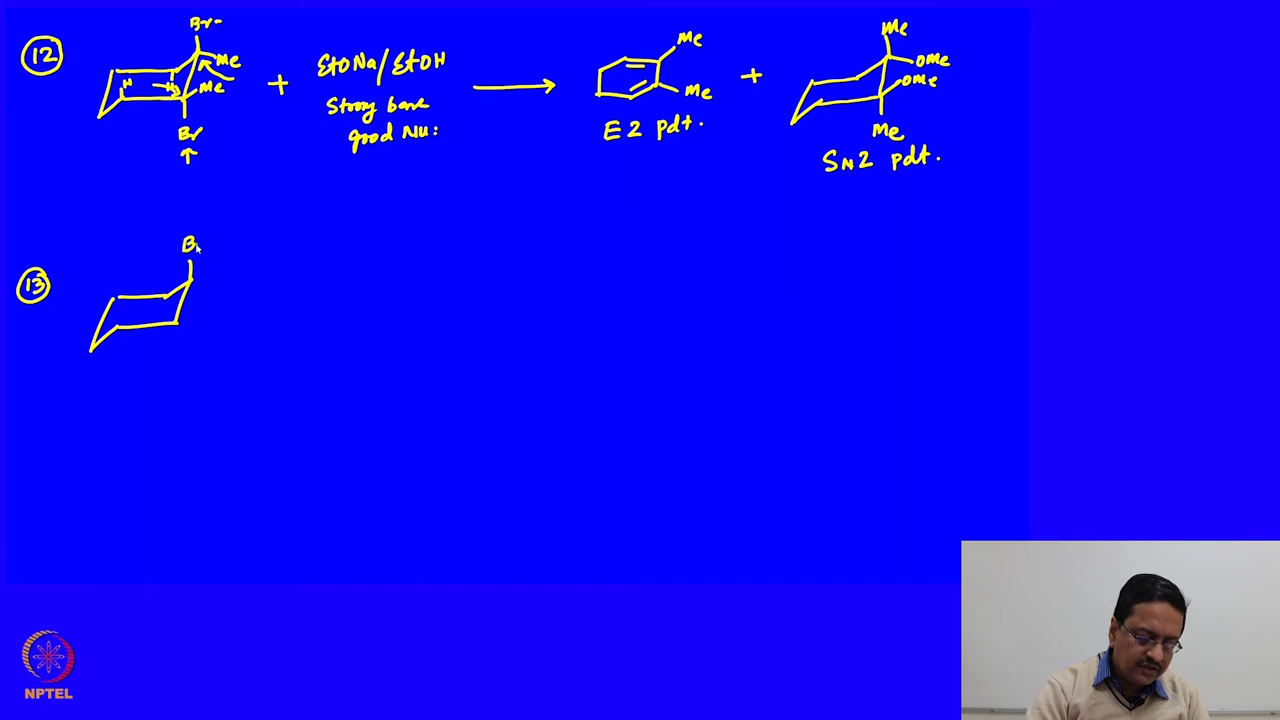 12
Br
Me
H
H
Me
Br
+
EtONa/EtOH
Strong base
good Nu:
Me
Me
E2 pdt.
+
Me
OMe
OMe
Me
SN2 pdt.
13
B
NPTEL